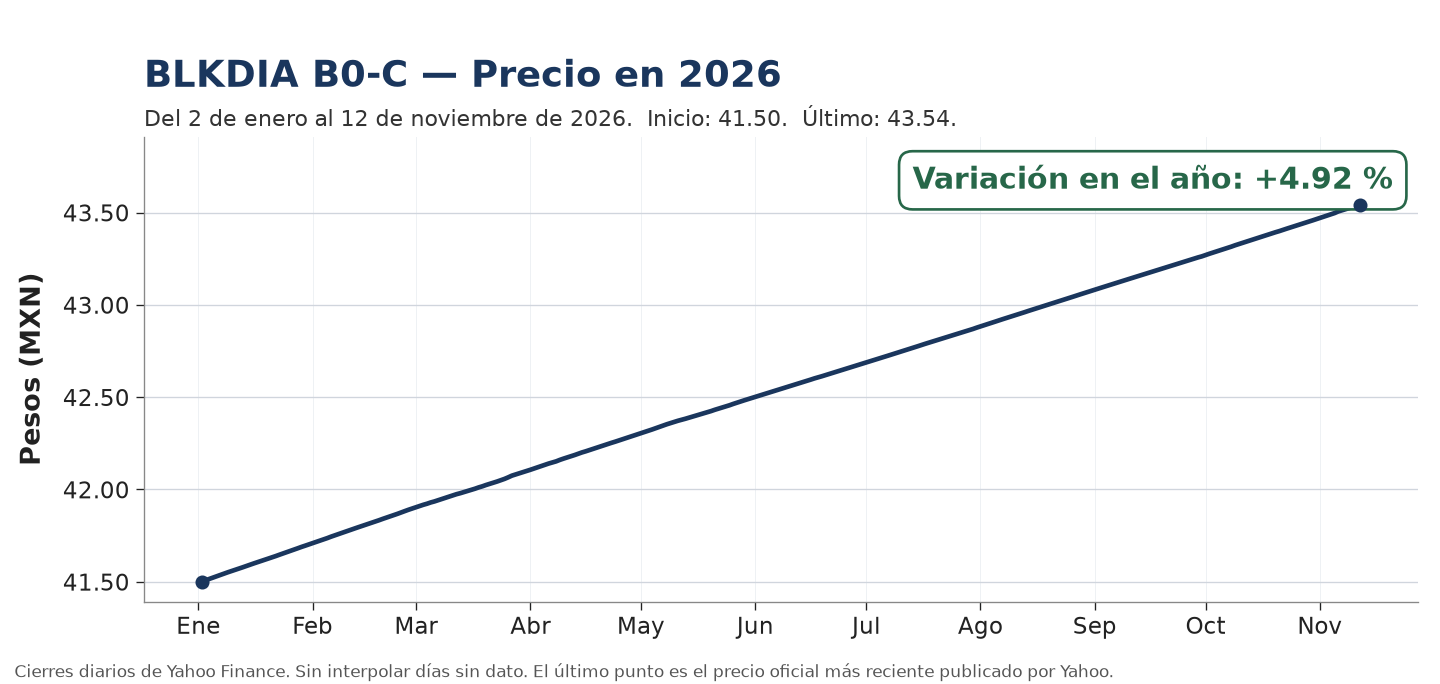 BLKDIA B0-C — Precio en 2026
Del 2 de enero al 12 de noviembre de 2026.  Inicio: 41.50.  Último: 43.54.
Variación en el año: +4.92 %
Pesos (MXN)
43.50
43.00
42.50
42.00
41.50
Ene Feb Mar Abr May Jun Jul Ago Sep Oct Nov
Cierres diarios de Yahoo Finance. Sin interpolar días sin dato. El último punto es el precio oficial más reciente publicado por Yahoo.